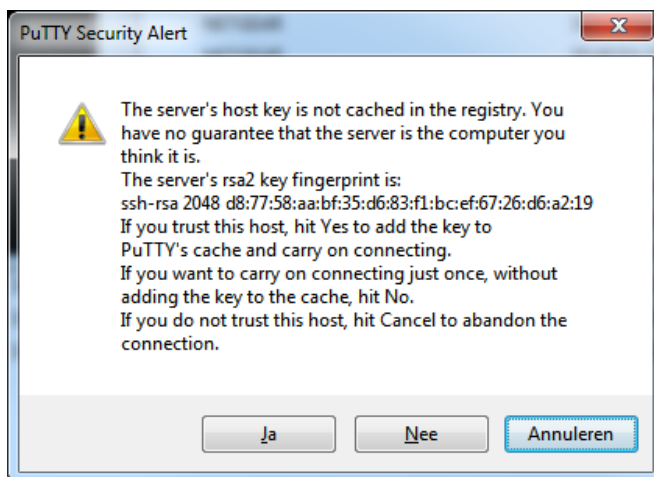 PuTTY Security Alert
The server's host key is not cached in the registry. You
have no guarantee that the server is the computer you
think it is.
The server's rsa2 key fingerprint is:
ssh-rsa 2048 d8:77:58:aa:bf:35:d6:83:f1:bc:ef:67:26:d6:a2:19
If you trust this host, hit Yes to add the key to
PuTTY's cache and carry on connecting.
If you want to carry on connecting just once, without
adding the key to the cache, hit No.
If you do not trust this host, hit Cancel to abandon the
connection.
Ja
Nee
Annuleren